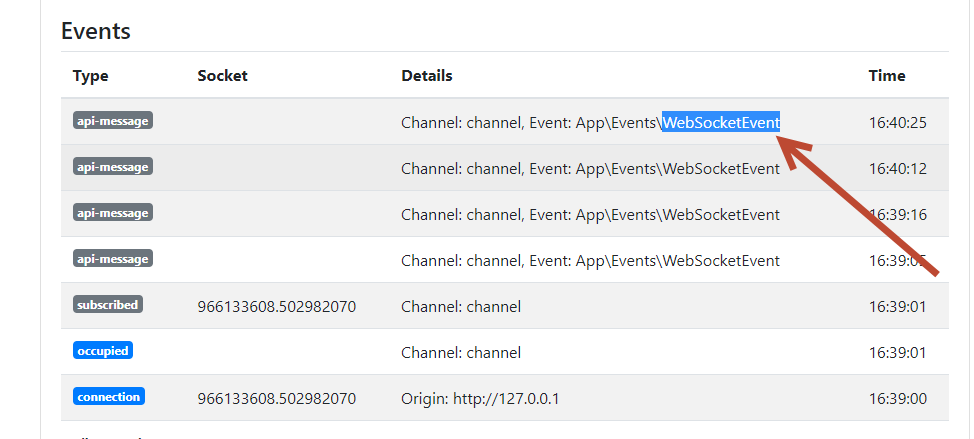 Events
Type Socket Details Time
api-message Channel: channel, Event: App\Events\WebSocketEvent 16:40:25
api-message Channel: channel, Event: App\Events\WebSocketEvent 16:40:12
api-message Channel: channel, Event: App\Events\WebSocketEvent 16:39:16
api-message Channel: channel, Event: App\Events\WebSocketEvent 16:39:05
subscribed 966133608.502982070 Channel: channel 16:39:01
occupied Channel: channel 16:39:01
connection 966133608.502982070 Origin: http://127.0.0.1 16:39:00